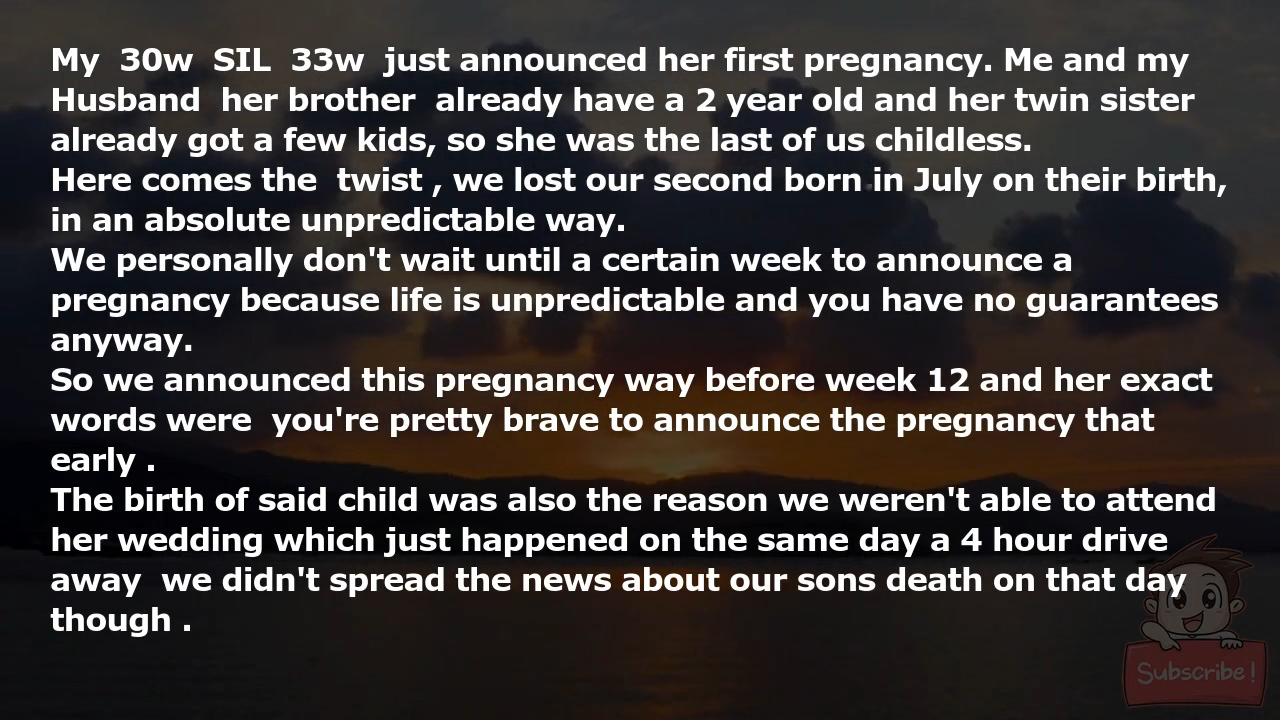 My 30w SIL 33w just announced her first pregnancy. Me and my
Husband her brother already have a 2 year old and her twin sister
already got a few kids, so she was the last of us childless.
Here comes the twist , we lost our second born in July on their birth,
in an absolute unpredictable way.
We personally don't wait until a certain week to announce a
pregnancy because life is unpredictable and you have no guarantees
anyway.
So we announced this pregnancy way before week 12 and her exact
words were you're pretty brave to announce the pregnancy that
early .
The birth of said child was also the reason we weren't able to attend
her wedding which just happened on the same day a 4 hour drive
away we didn't spread the news about our sons death on that day
though .
Subscribe!